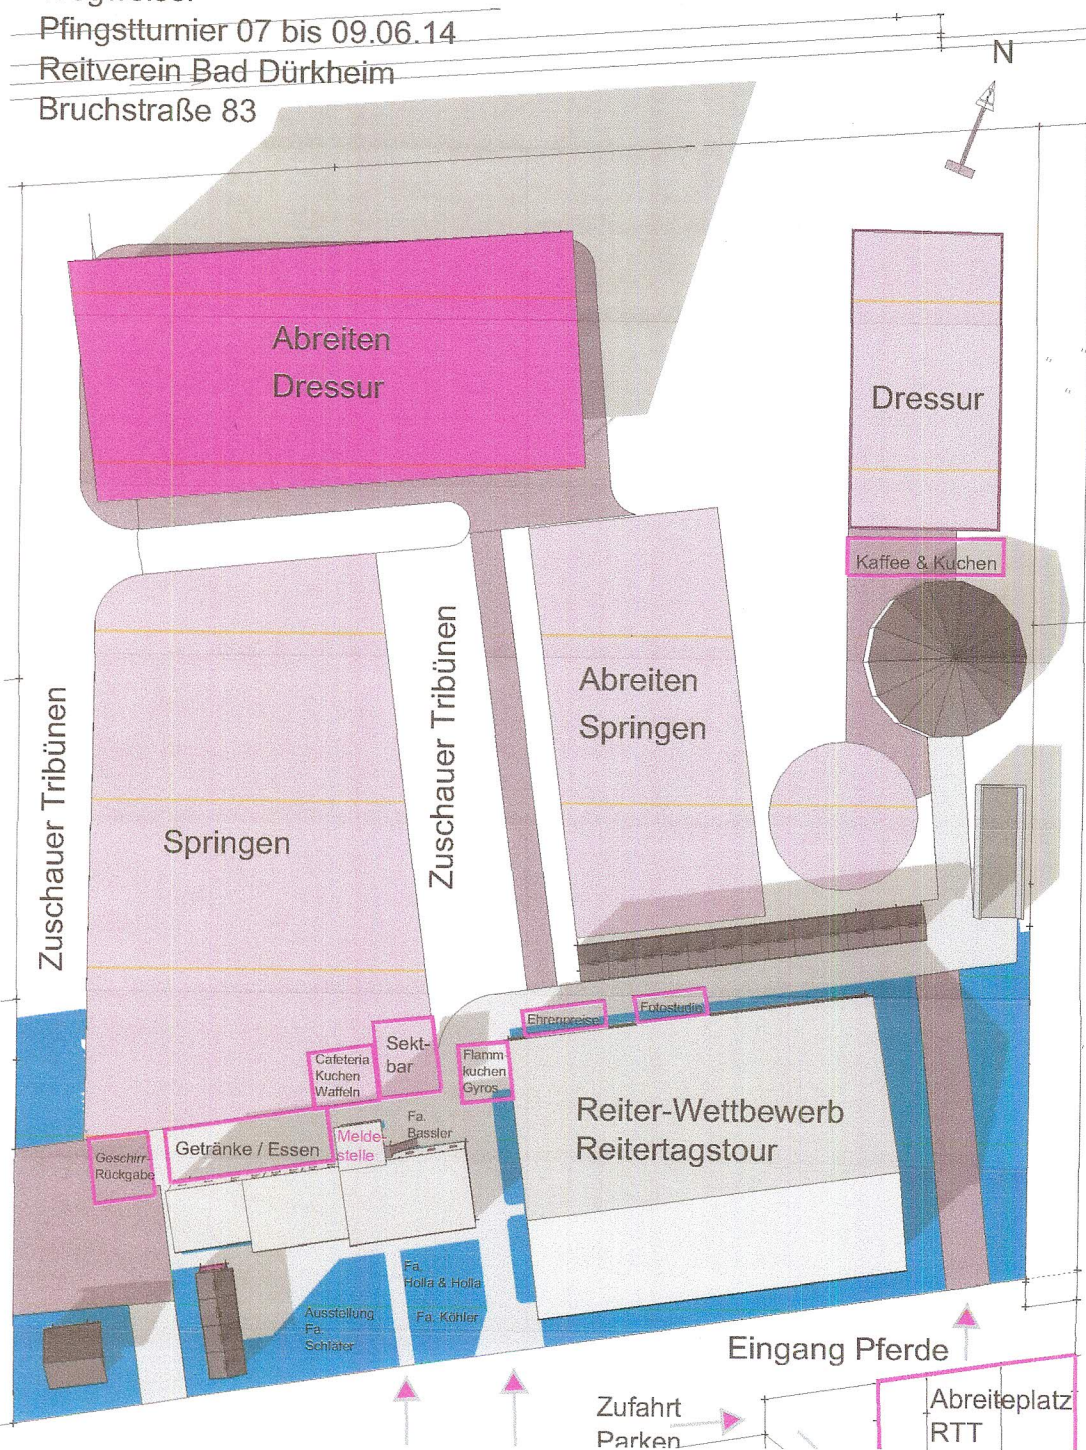 Pfingstturnier 07 bis 09.06.14
Reitverein Bad Dürkheim
Bruchstraße 83
N
Abreiten
Dressur
Dressur
Kaffee & Kuchen
Zuschauer Tribünen
Zuschauer Tribünen
Abreiten
Springen
Springen
Sekt-
bar
Cafeteria
Kuchen
Waffeln
Flamm-
kuchen
Gyros
Ehrenpreise
Fotostudio
Getränke / Essen
Melde-
stelle
Fa.
Bassler
Geschirr-
Rückgabe
Reiter-Wettbewerb
Reitertagstour
Fa.
Holla & Holla
Fa. Köhler
Ausstellung
Fa.
Schläfer
Eingang Pferde
Zufahrt
Parken
Abreiteplatz
RTT